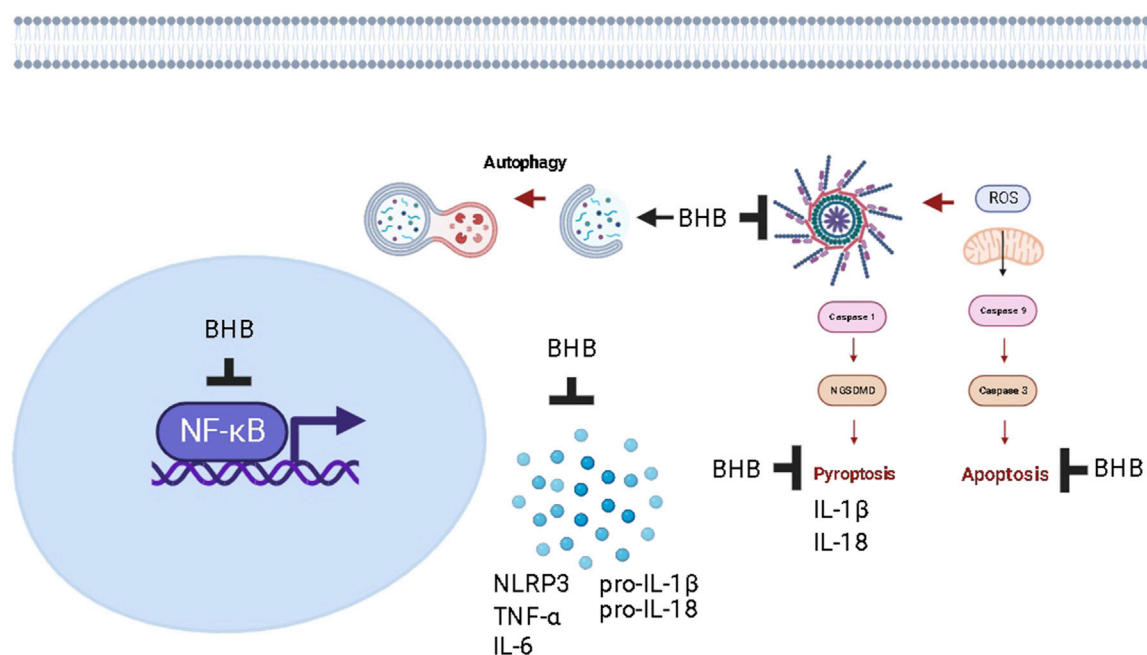 Autophagy
ROS
BHB
Caspase 1
Caspase 9
BHB
BHB
NGSDMD
Caspase 3
NF-κB
BHB
Pyroptosis
Apoptosis
BHB
IL-1β
IL-18
NLRP3
pro-IL-1β
TNF-α
pro-IL-18
IL-6